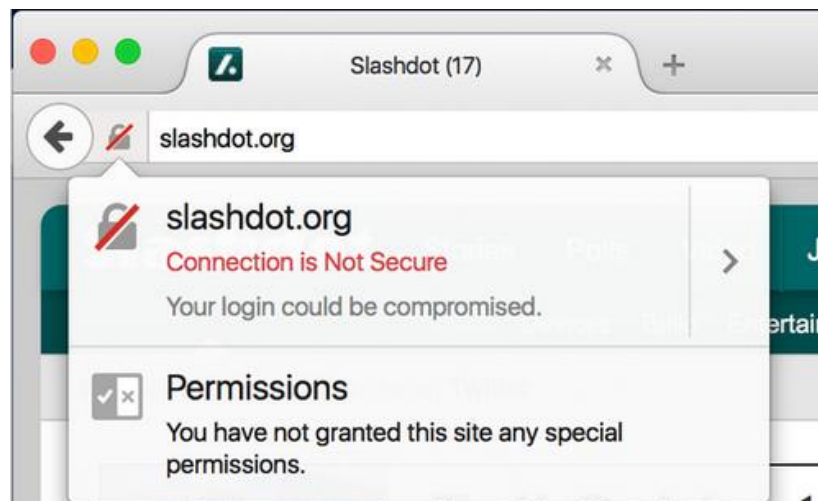 Slashdot (17)
slashdot.org
slashdot.org
Connection is Not Secure
Your login could be compromised.
Permissions
You have not granted this site any special
permissions.